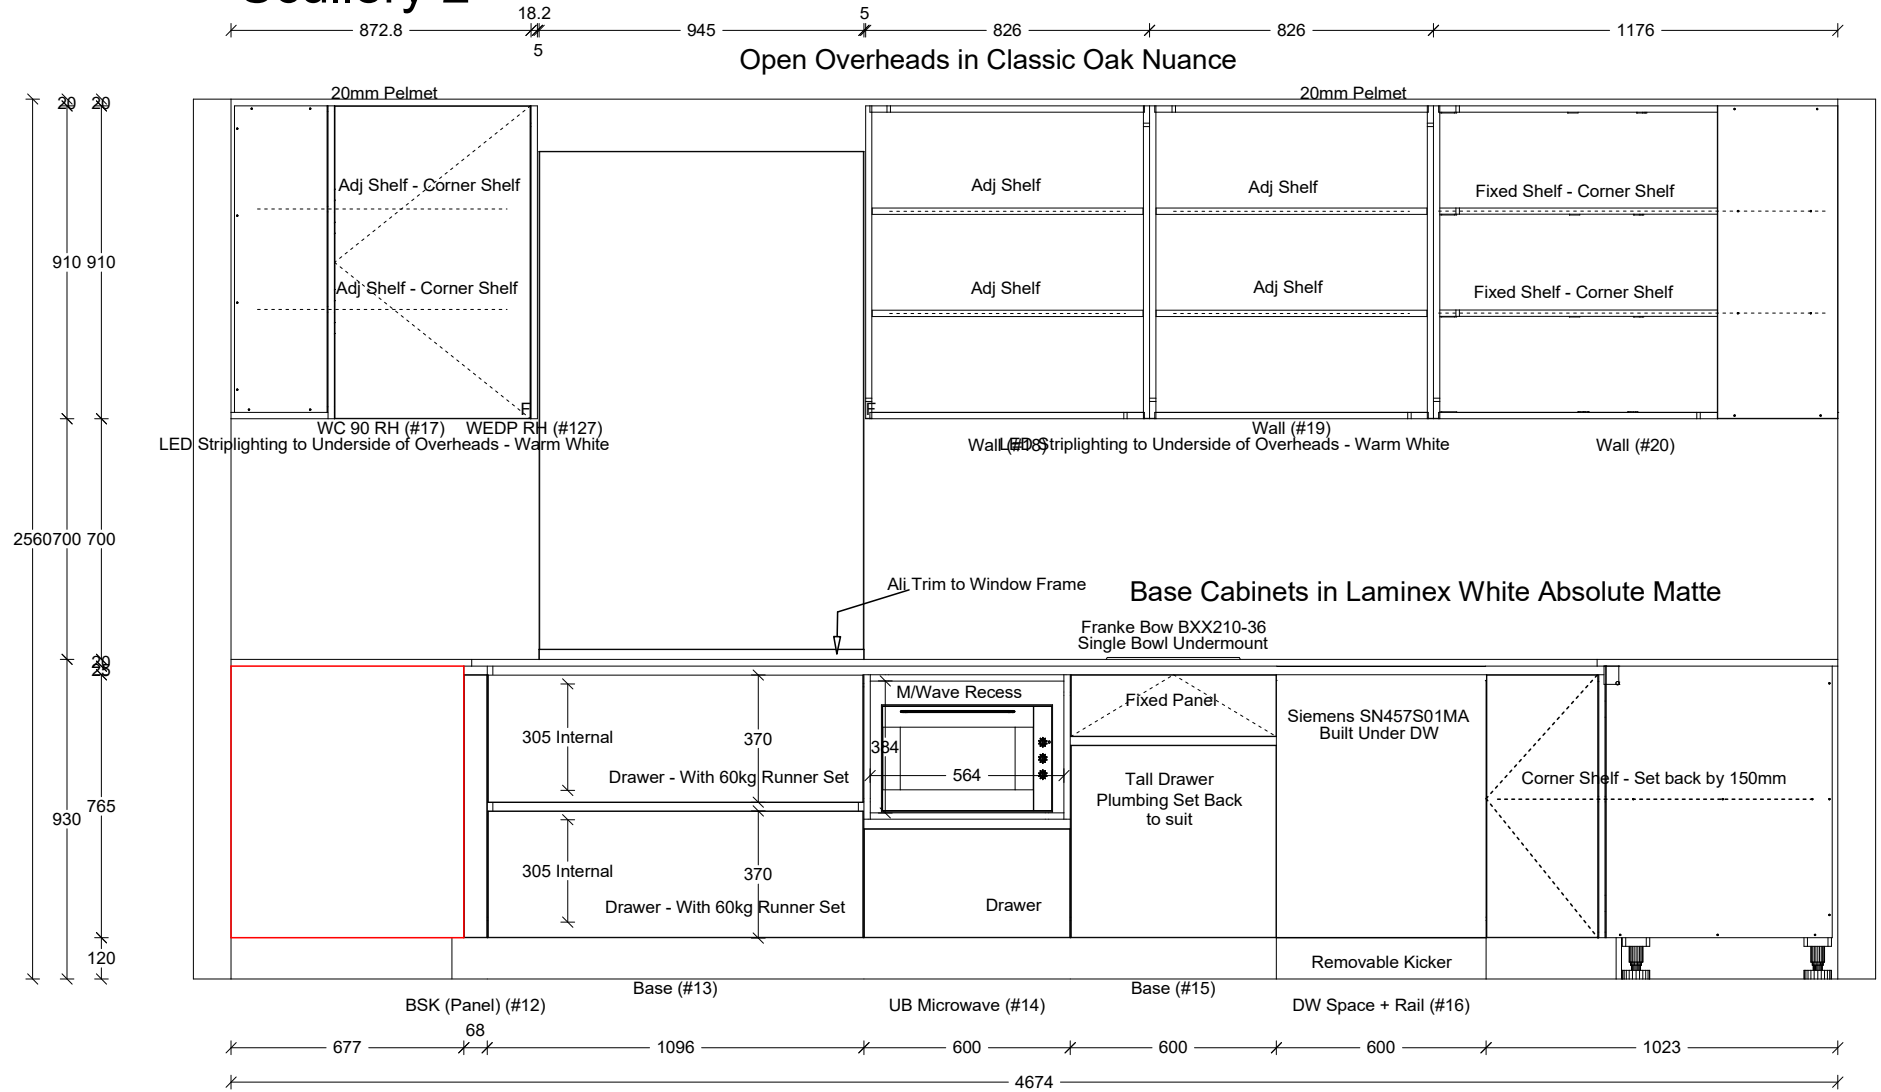 18.2
5
872.8
945
826
826
1176
5
Open Overheads in Classic Oak Nuance
20mm Pelmet
20mm Pelmet
20
20
Adj Shelf - Corner Shelf
Adj Shelf
Adj Shelf
Fixed Shelf - Corner Shelf
910
910
Adj Shelf - Corner Shelf
Adj Shelf
Adj Shelf
Fixed Shelf - Corner Shelf
F
F
WC 90 RH (#17)
WEDP RH (#127)
Wall (#19)
LED Striplighting to Underside of Overheads - Warm White
Wall (#18)
LED Striplighting to Underside of Overheads - Warm White
Wall (#20)
2560
700
700
Ali Trim to Window Frame
Base Cabinets in Laminex White Absolute Matte
Franke Bow BXX210-36
Single Bowl Undermount
20
25
M/Wave Recess
Fixed Panel
Siemens SN457S01MA
Built Under DW
305 Internal
370
384
564
Drawer - With 60kg Runner Set
Tall Drawer
Plumbing Set Back
to suit
Corner Shelf - Set back by 150mm
930
765
305 Internal
370
Drawer - With 60kg Runner Set
Drawer
120
Removable Kicker
Base (#13)
Base (#15)
BSK (Panel) (#12)
UB Microwave (#14)
DW Space + Rail (#16)
68
677
1096
600
600
600
1023
4674